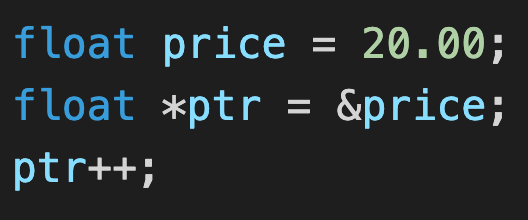 float price = 20.00;
float *ptr = &price;
ptr++;